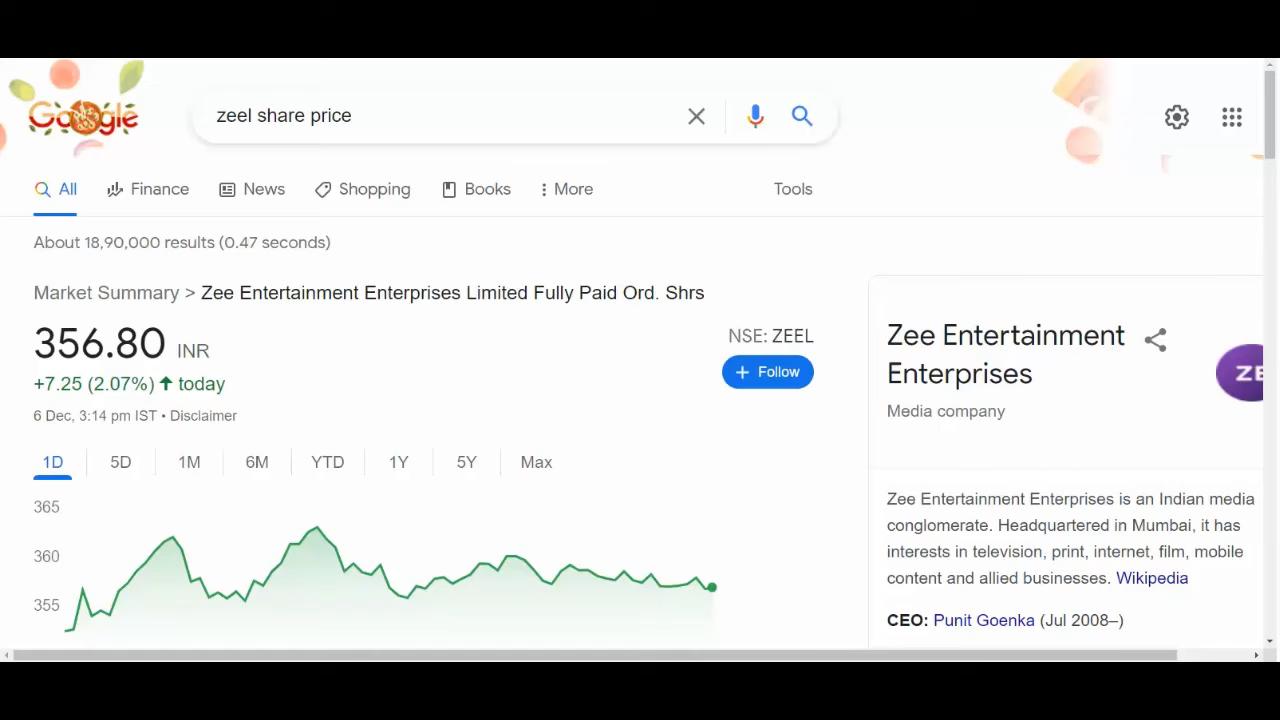 Google
zeel share price
All Finance News Shopping Books More Tools
About 18,90,000 results (0.47 seconds)
Market Summary > Zee Entertainment Enterprises Limited Fully Paid Ord. Shrs
356.80 INR
NSE: ZEEL
+7.25 (2.07%) today
+ Follow
6 Dec, 3:14 pm IST • Disclaimer
1D 5D 1M 6M YTD 1Y 5Y Max
365
360
355
Zee Entertainment
Enterprises
Media company
ZE
Zee Entertainment Enterprises is an Indian media
conglomerate. Headquartered in Mumbai, it has
interests in television, print, internet, film, mobile
content and allied businesses. Wikipedia
CEO: Punit Goenka (Jul 2008–)